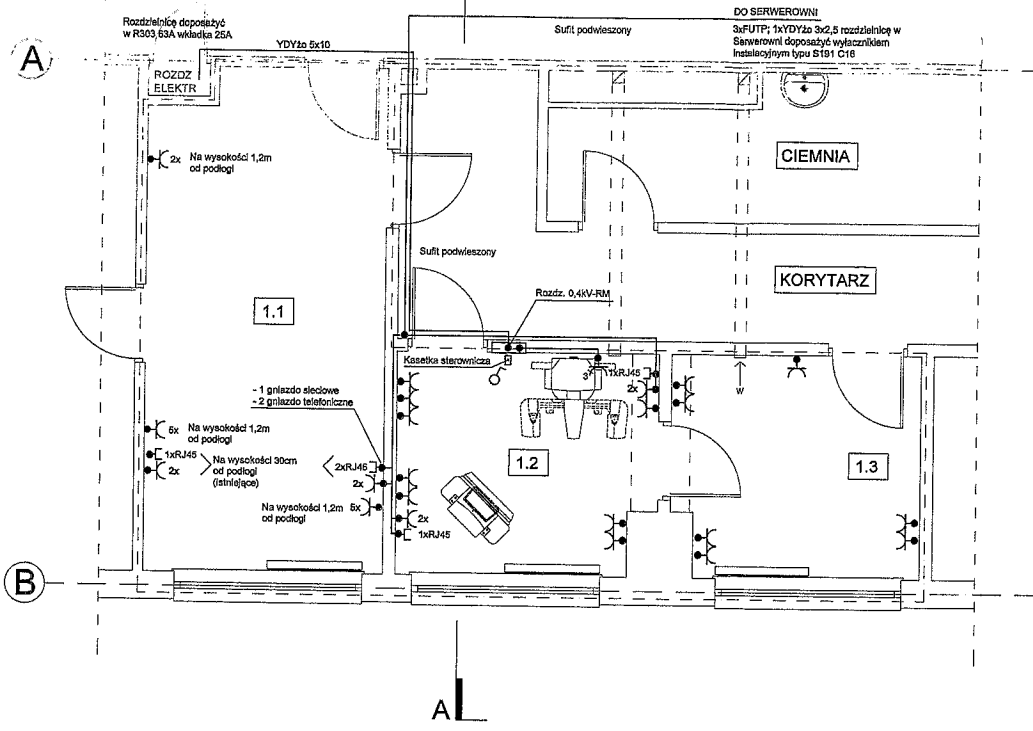 Rozdzielnicę doposażyć
w R303 63A wkładka 25A
YDYżo 5x10
DO SERWEROWNI
3xFUTP; 1xYDYżo 3x2,5 rozdzielnicę w
Serwerowni doposażyć wyłącznikiem
instalacyjnym typu S191 C16
Sufit podwieszony
A
ROZDZ
ELEKTR
2x
Na wysokości 1,2m
od podłogi
CIEMNIA
Sufit podwieszony
KORYTARZ
Rozdz. 0,4kV-RM
1.1
Kasetka sterownicza
3x
1xRJ45
2x
W
- 1 gniazdo sieciowe
- 2 gniazdo telefoniczne
5x
Na wysokości 1,2m
od podłogi
1xRJ45
2x
Na wysokości 30cm
od podłogi
(istniejące)
2xRJ45
2x
1.2
1.3
Na wysokości 1,2m
od podłogi
5x
2x
1xRJ45
B
A